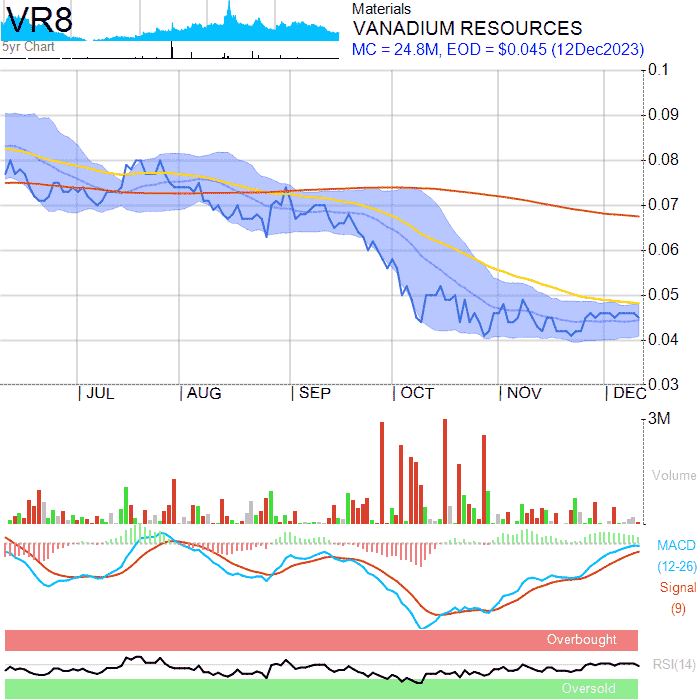 VR8
5yr Chart
Materials
VANADIUM RESOURCES
MC = 24.8M, EOD = $0.045 (12Dec2023)
0.1
0.09
0.08
0.07
0.06
0.05
0.04
0.03
JUL AUG SEP OCT NOV DEC
3M
Volume
MACD
(12-26)
Signal
(9)
Overbought
RSI(14)
Oversold